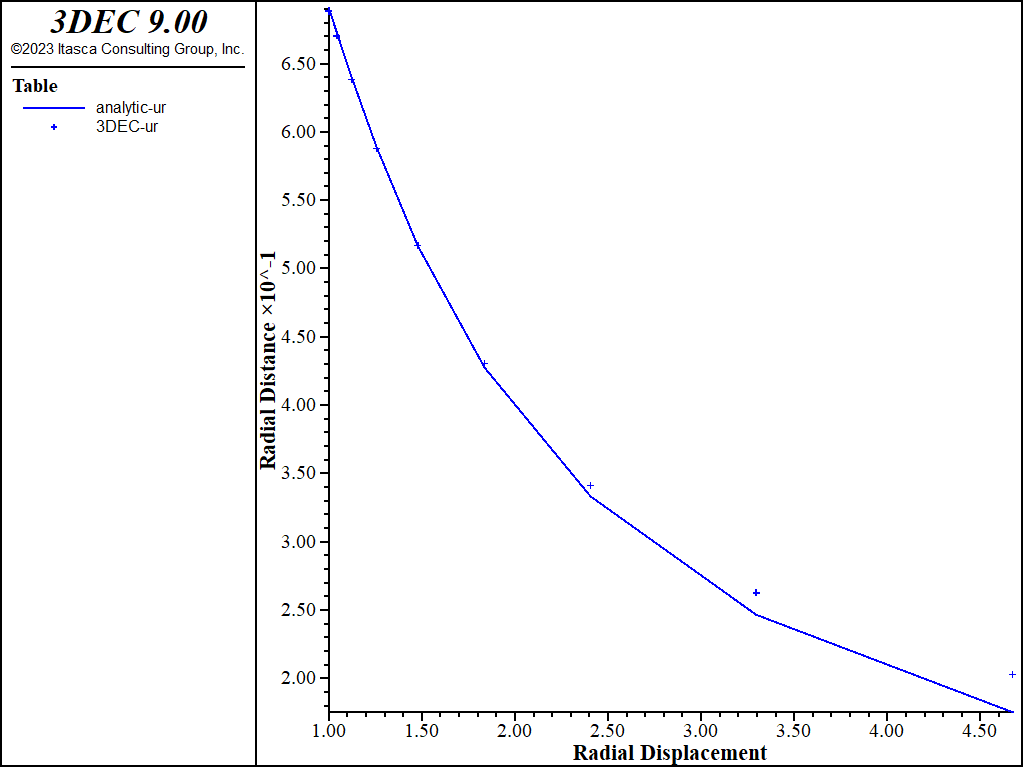 3DEC 9.00
©2023 Itasca Consulting Group, Inc.
Table
analytic-ur
3DEC-ur
Radial Distance ×10^-1
6.50
6.00
5.50
5.00
4.50
4.00
3.50
3.00
2.50
2.00
1.00 1.50 2.00 2.50 3.00 3.50 4.00 4.50
Radial Displacement